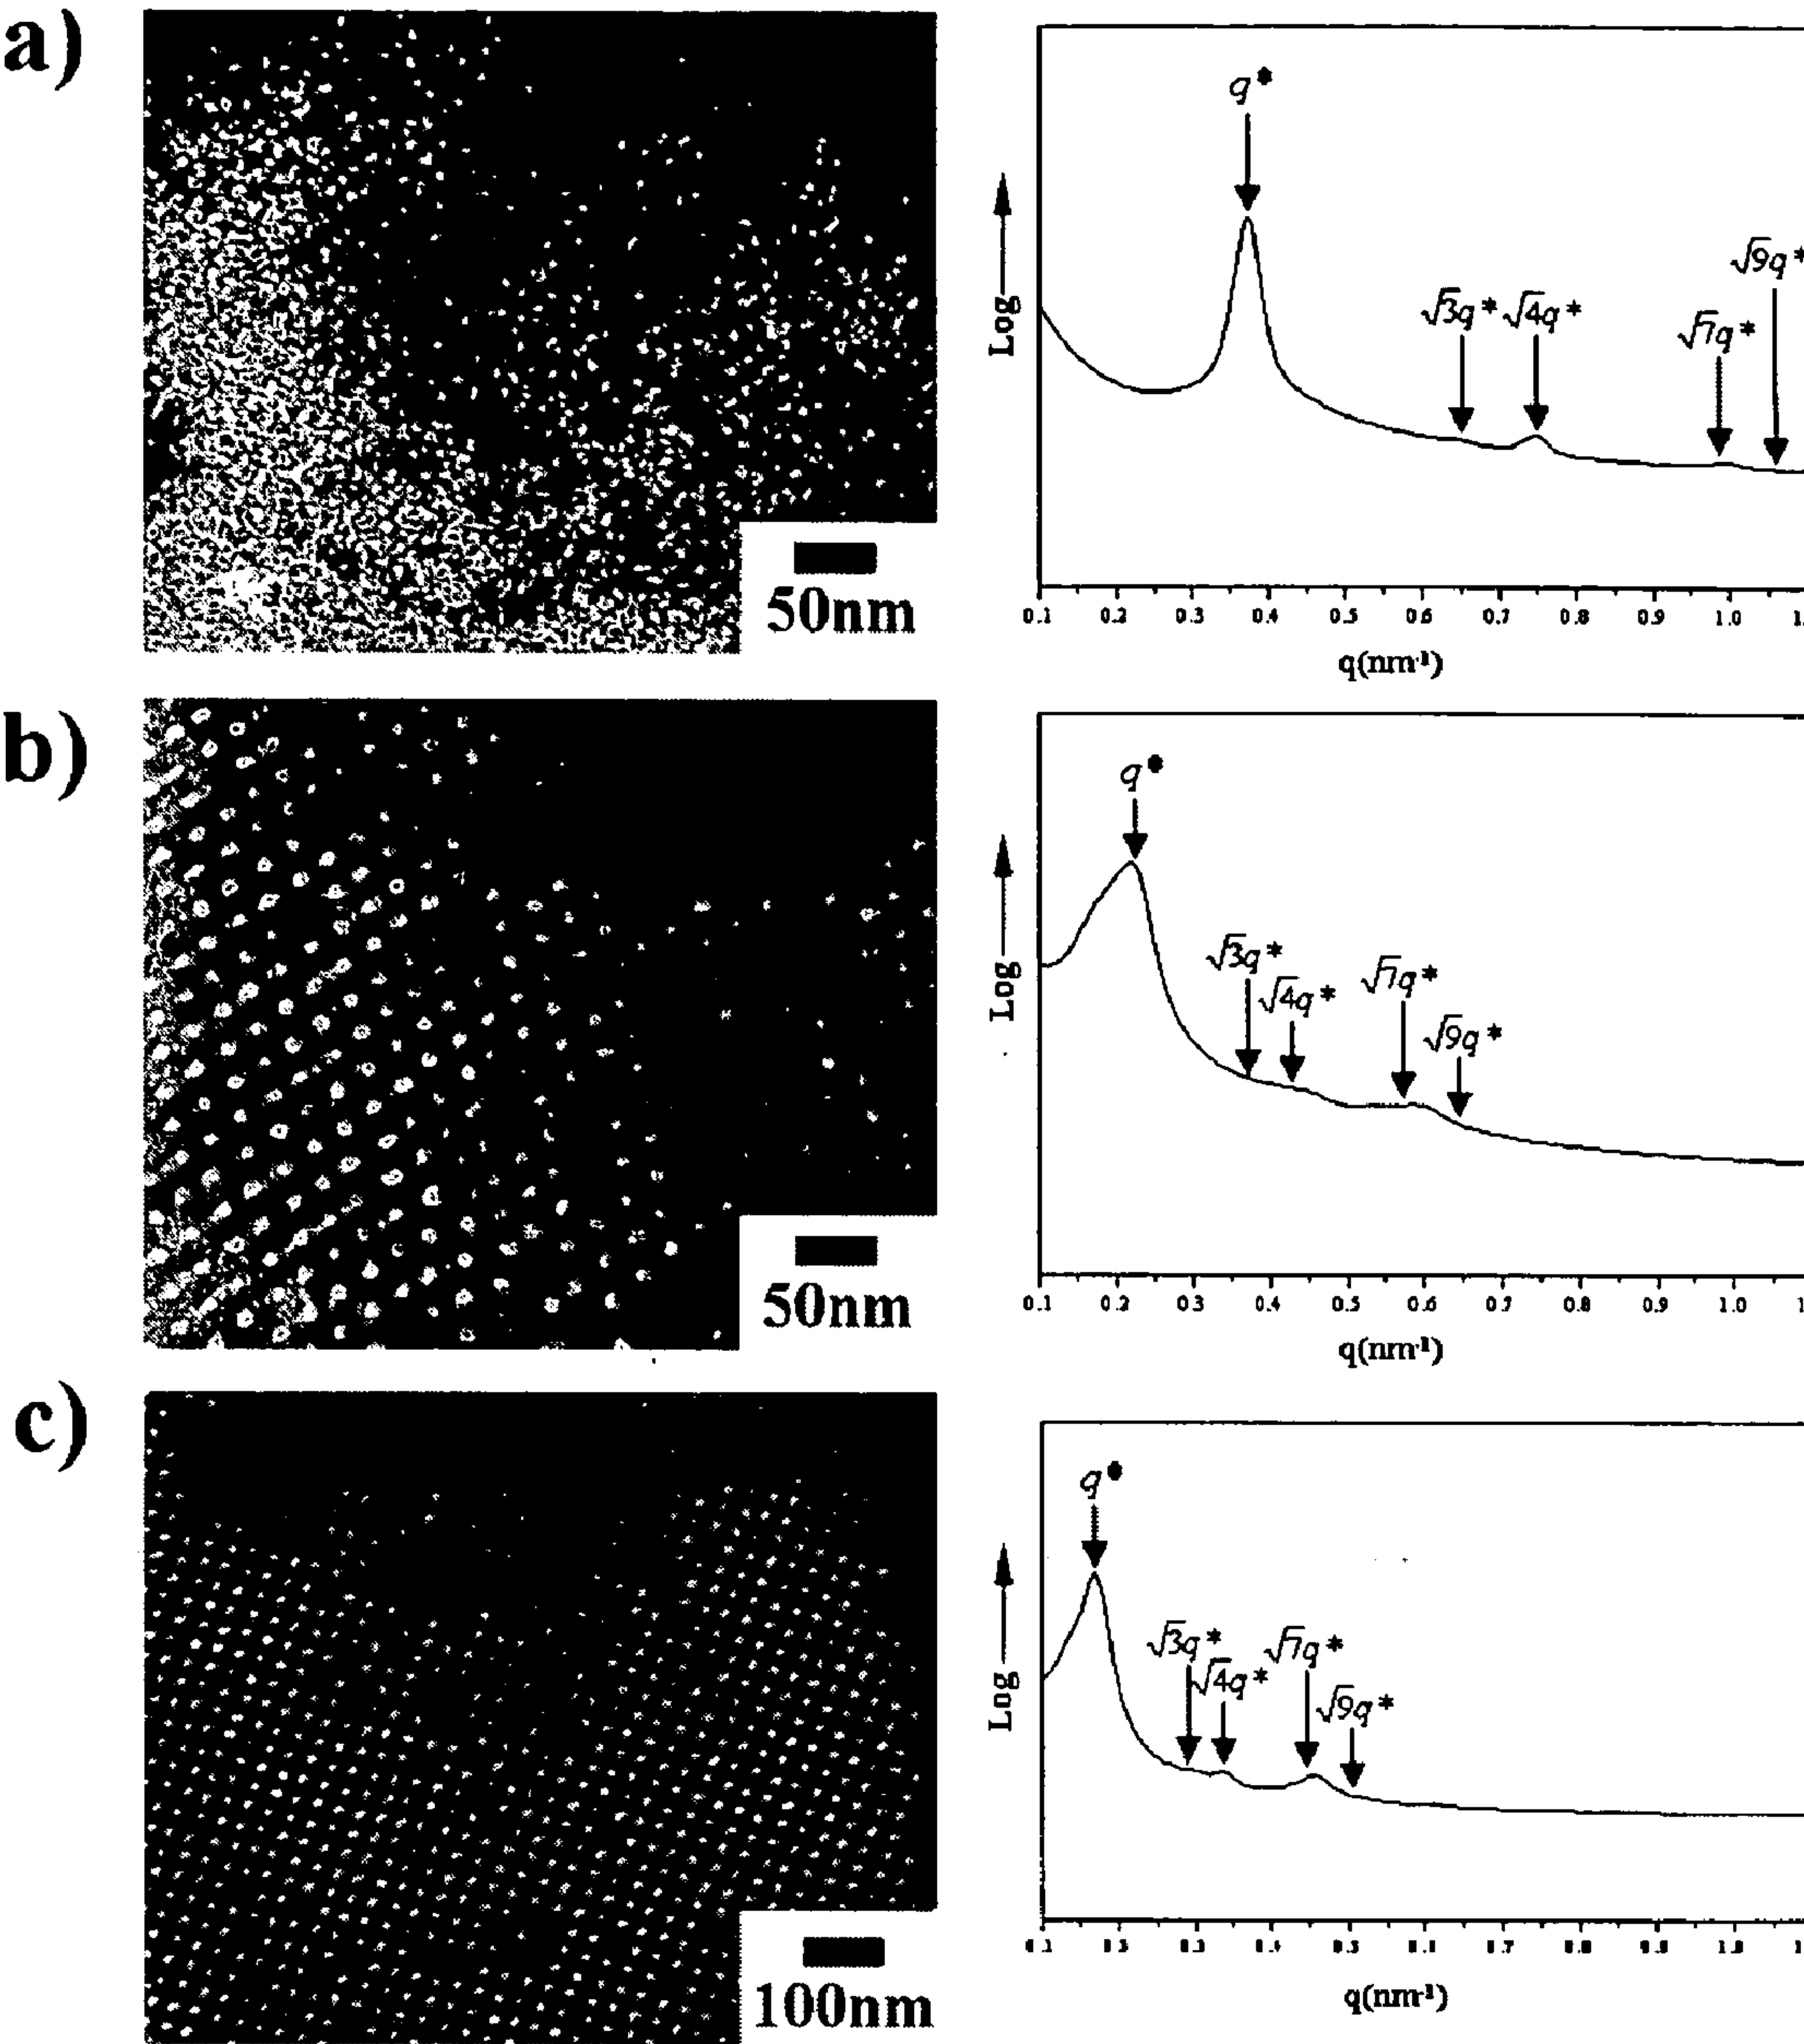 a)
50nm
Log
q*
√3q* √4q*
√7q*
√9q*
0.1 0.2 0.3 0.4 0.5 0.6 0.7 0.8 0.9 1.0
q(nm-1)
b)
50nm
Log
q*
√3q*
√4q*
√7q*
√9q*
0.1 0.2 0.3 0.4 0.5 0.6 0.7 0.8 0.9 1.0
q(nm-1)
c)
100nm
Log
q*
√3q*
√4q*
√7q*
√9q*
q(nm-1)